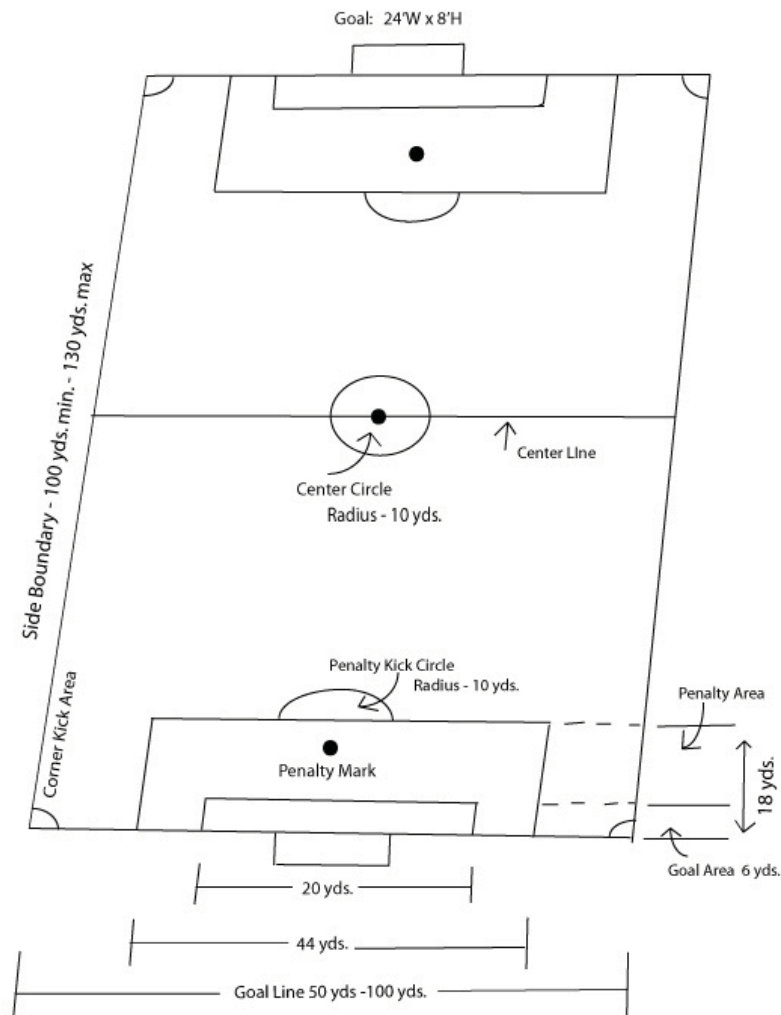 Goal: 24'W x 8'H
Side Boundary - 100 yds. min. - 130 yds. max
Center LIne
Center Circle
Radius - 10 yds.
Corner Kick Area
Penalty Kick Circle
Radius - 10 yds.
Penalty Area
Penalty Mark
18 yds.
Goal Area 6 yds.
20 yds.
44 yds.
Goal Line 50 yds -100 yds.